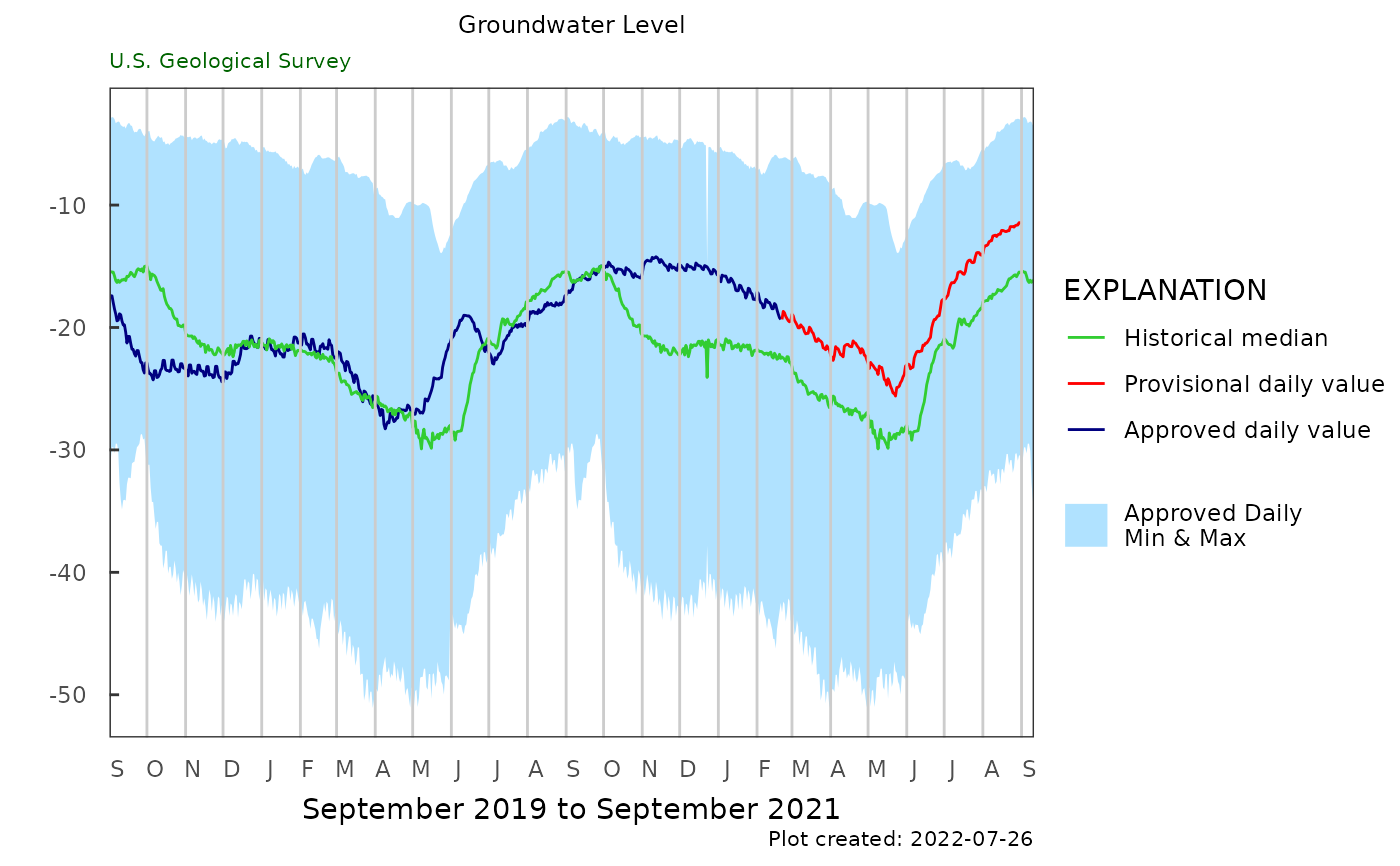 Groundwater Level
U.S. Geological Survey
-10
-20
-30
-40
-50
S O N D J F M A M J J A S O N D J F M A M J J A S
September 2019 to September 2021
Plot created: 2022-07-26
EXPLANATION
Historical median
Provisional daily value
Approved daily value
Approved Daily
Min & Max